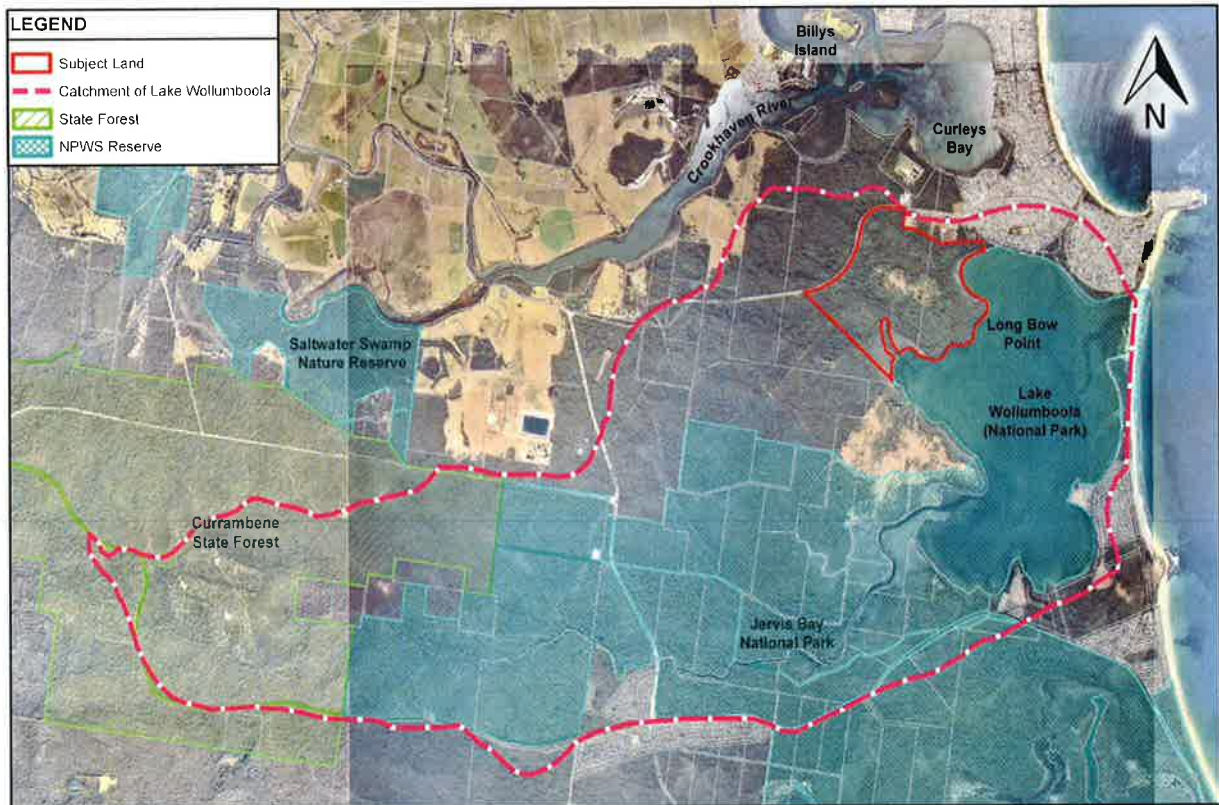 LEGEND
Subject Land
Catchment of Lake Wollumboola
State Forest
NPWS Reserve
Billys
Island
N
Crookhaven River
Curleys
Bay
Saltwater Swamp
Nature Reserve
Long Bow
Point
Lake
Wollumboola
(National Park)
Currambene
State Forest
Jervis Bay
National Park